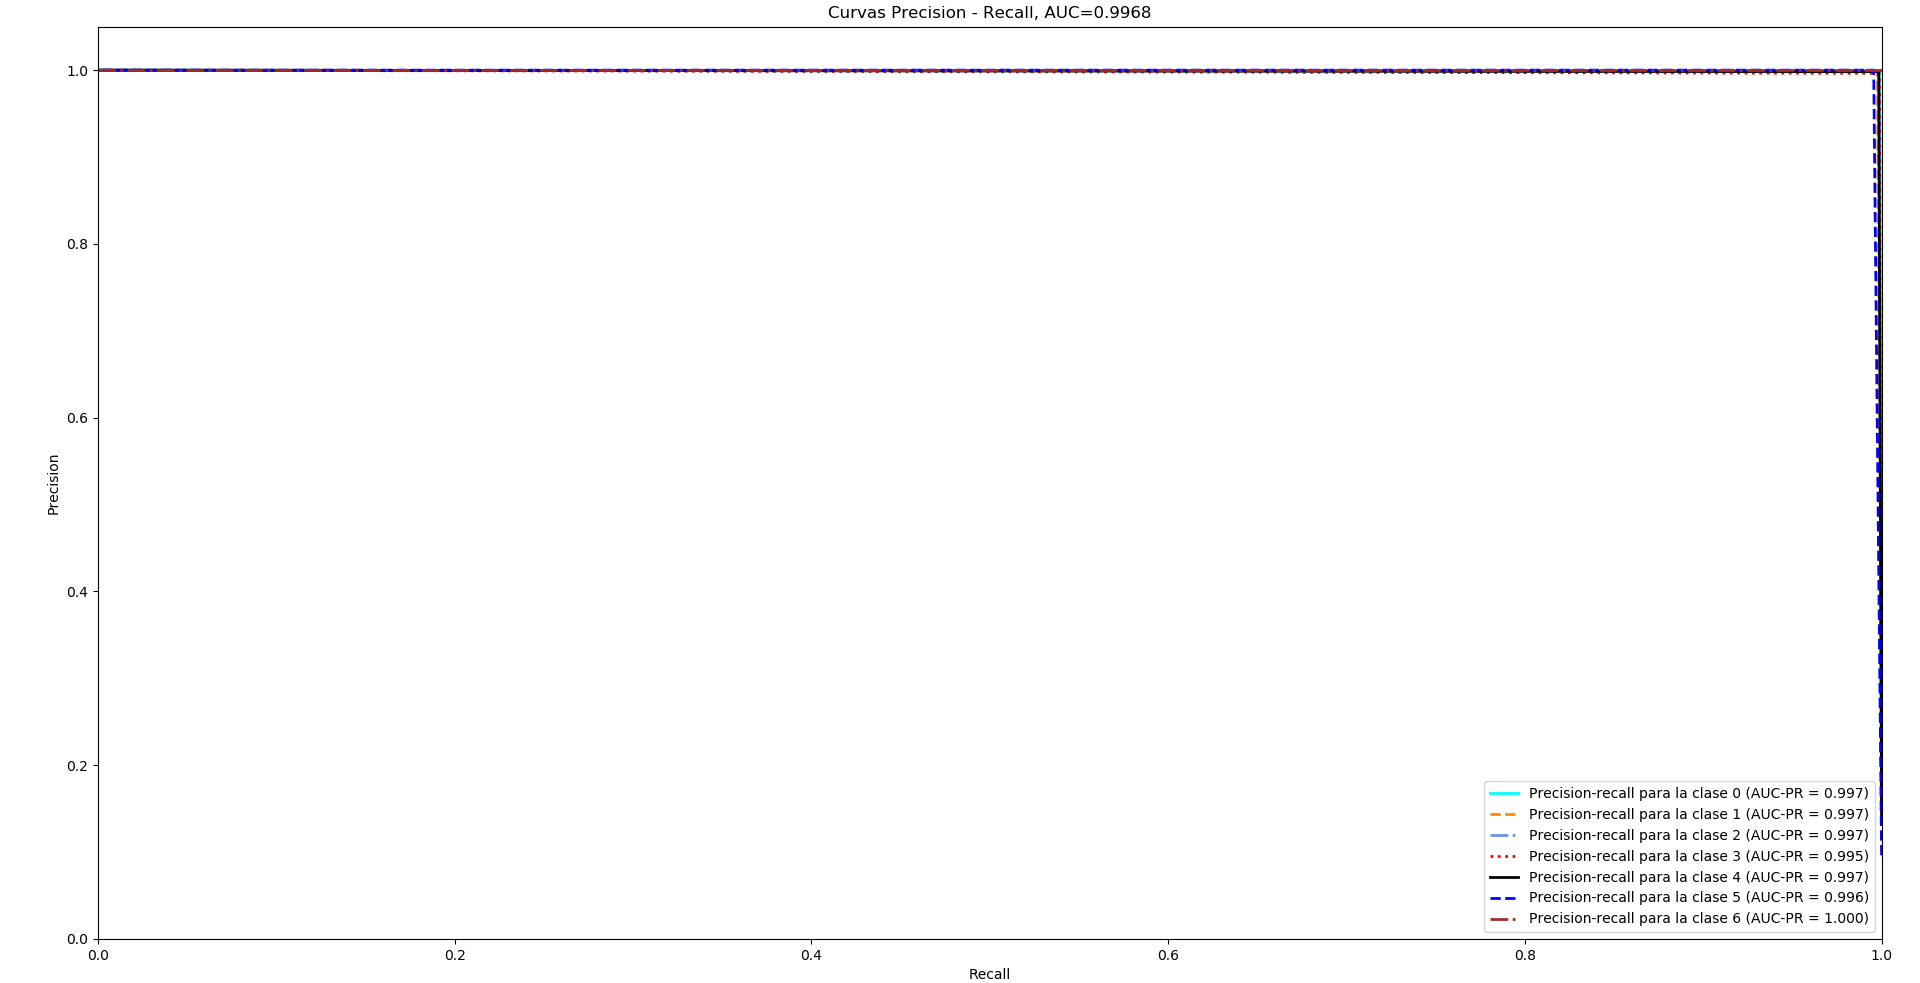 Curvas Precision - Recall, AUC=0.9968
1.0
0.8
0.6
0.4
0.2
0.0
Precision
0.0 0.2 0.4 0.6 0.8 1.0
Recall
Precision-recall para la clase 0 (AUC-PR = 0.997)
Precision-recall para la clase 1 (AUC-PR = 0.997)
Precision-recall para la clase 2 (AUC-PR = 0.997)
Precision-recall para la clase 3 (AUC-PR = 0.995)
Precision-recall para la clase 4 (AUC-PR = 0.997)
Precision-recall para la clase 5 (AUC-PR = 0.996)
Precision-recall para la clase 6 (AUC-PR = 1.000)